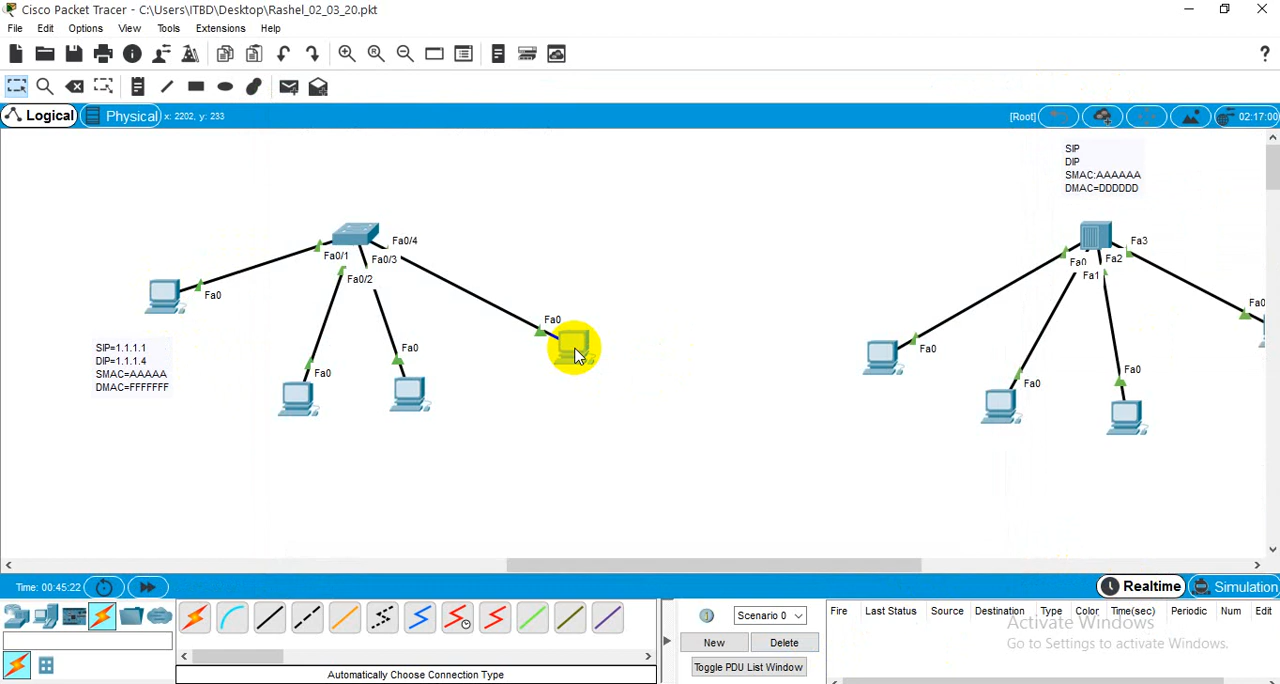 Cisco Packet Tracer - C:\Users\ITBD\Desktop\Rashel_02_03_20.pkt
File Edit Options View Tools Extensions Help
?
Logical Physical x: 2202, y: 233 [Root] 02:17:00
SIP
DIP
SMAC:AAAAAA
DMAC=DDDDDD
Fa0/4
Fa0/1
Fa0/3
Fa0/2
Fa0
Fa0
Fa0
Fa0
SIP=1.1.1.1
DIP=1.1.1.4
SMAC=AAAAA
DMAC=FFFFFFF
Fa3
Fa0
Fa2
Fa1
Fa0
Fa0
Fa0
Fa0
Time: 00:45:22 Realtime Simulation
Scenario 0
New Delete
Toggle PDU List Window
Fire Last Status Source Destination Type Color Time(sec) Periodic Num Edit
Activate Windows
Go to Settings to activate Windows.
Automatically Choose Connection Type